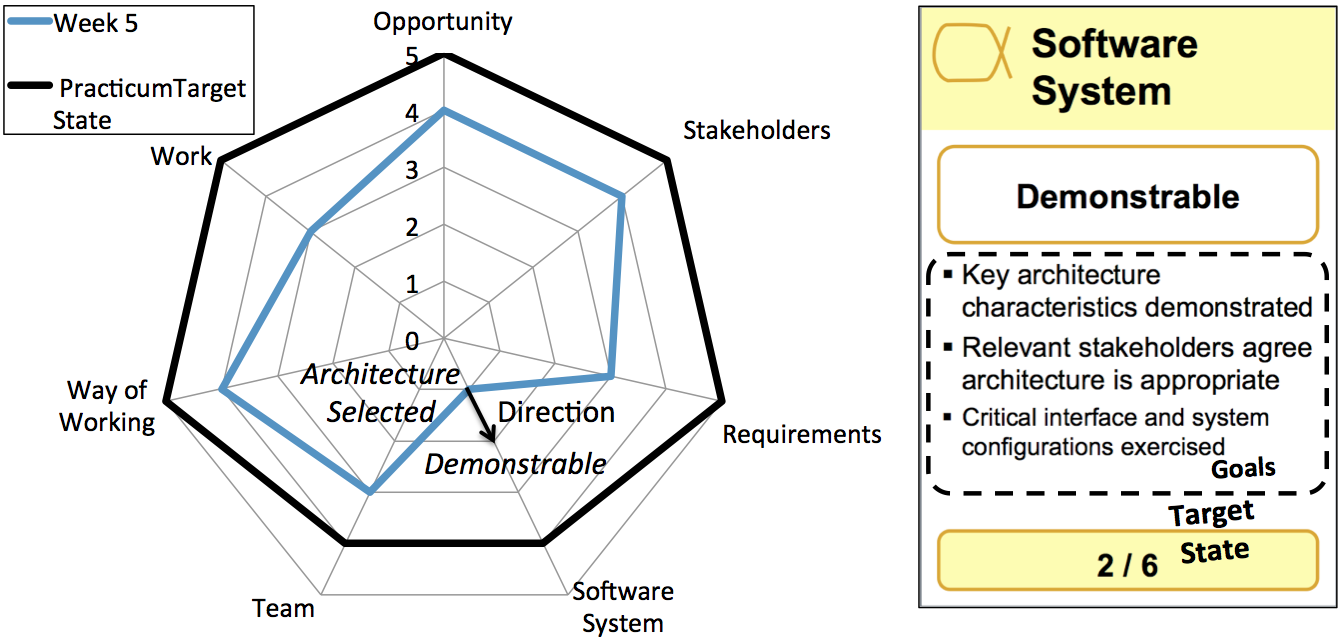 Week 5
PracticumTarget
State
Opportunity
5
4
3
2
1
0
Stakeholders
Work
Way of
Working
Requirements
Architecture
Selected
Direction
Demonstrable
Team
Software
System
Software
System
Demonstrable
▪ Key architecture
characteristics demonstrated
▪ Relevant stakeholders agree
architecture is appropriate
▪ Critical interface and system
configurations exercised
Goals
Target
State
2 / 6